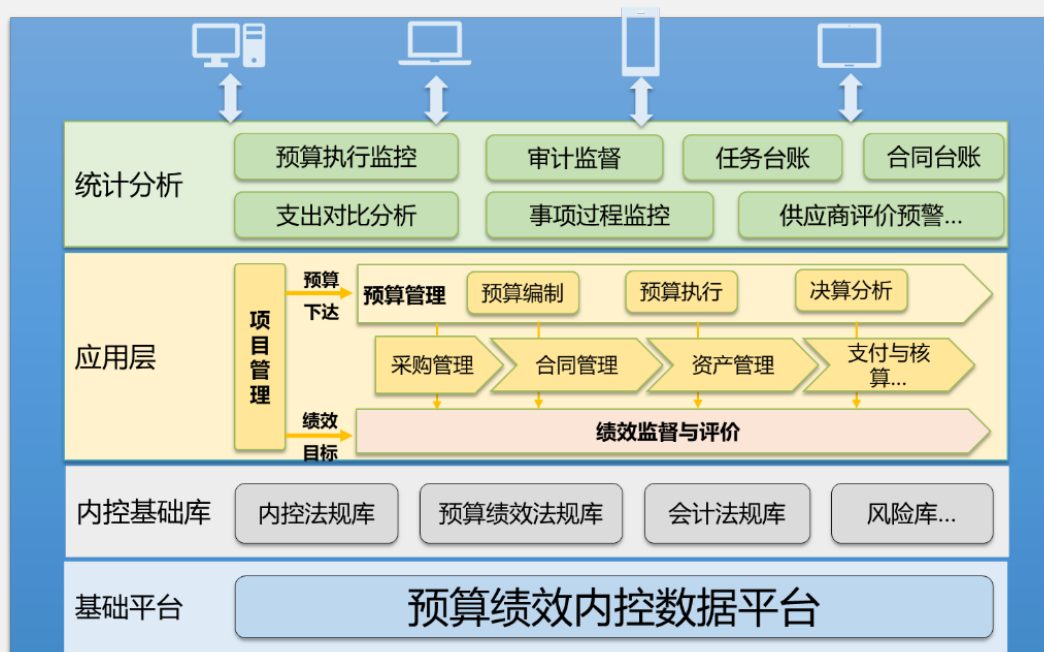 统计分析
预算执行监控
审计监督
任务台账
合同台账
支出对比分析
事项过程监控
供应商评价预警...
应用层
项
目
管
理
预算
下达
预算管理
预算编制
预算执行
决算分析
采购管理
合同管理
资产管理
支付与核
算...
绩效
目标
绩效监督与评价
内控基础库
内控法规库
预算绩效法规库
会计法规库
风险库...
基础平台
预算绩效内控数据平台